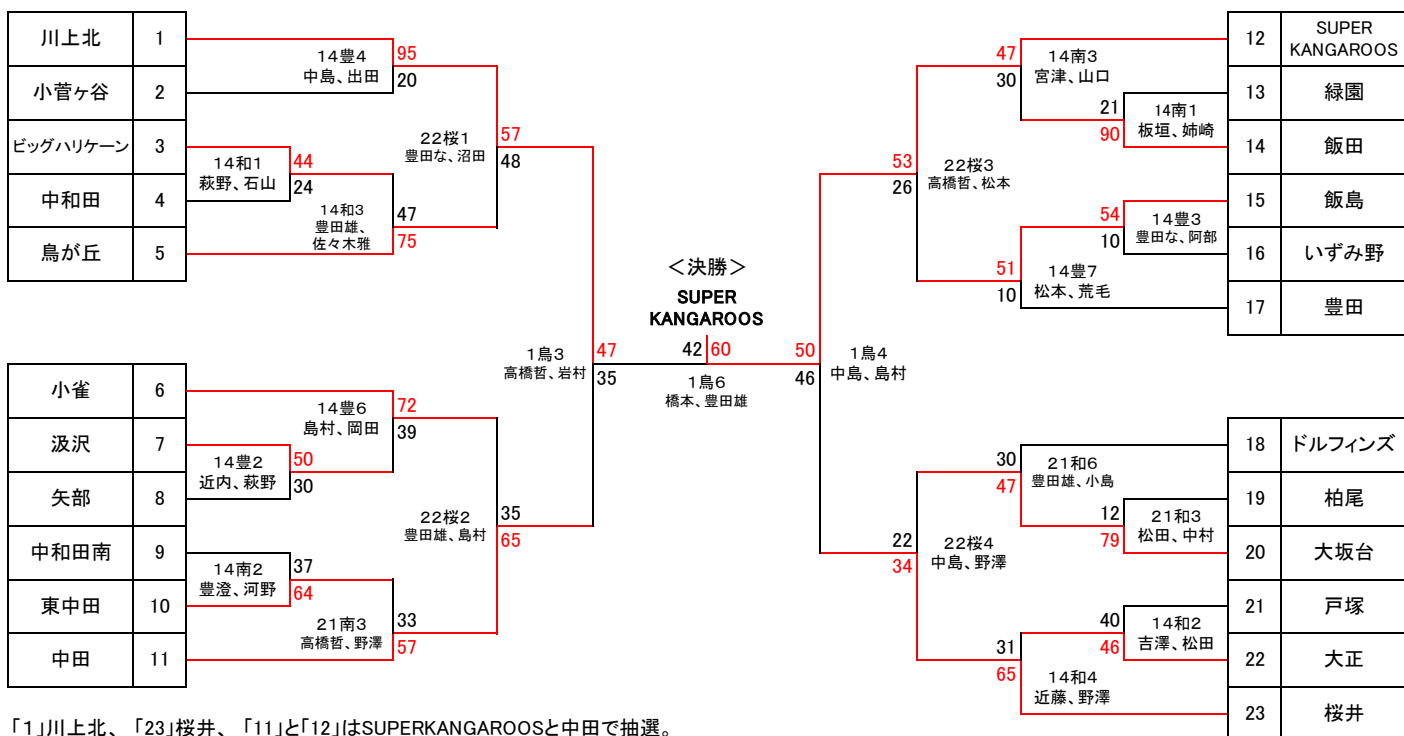 川上北 1
小菅ヶ谷 2
ビッグハリケーン 3
中和田 4
鳥が丘 5
14豊4
中島、出田
95
20
14和1
萩野、石山
44
24
14和3
豊田雄、
佐々木雅
47
75
22桜1
豊田な、沼田
57
48
小雀 6
汲沢 7
矢部 8
中和田南 9
東中田 10
中田 11
14豊6
島村、岡田
72
39
14豊2
近内、萩野
50
30
14南2
豊澄、河野
37
64
21南3
高橋哲、野澤
33
57
22桜2
豊田雄、島村
35
65
1鳥3
高橋哲、岩村
47
35
＜決勝＞
SUPER
KANGAROOS
42 60
1鳥6
橋本、豊田雄
50
46
1鳥4
中島、島村
12 SUPER
KANGAROOS
13 緑園
14 飯田
15 飯島
16 いずみ野
17 豊田
47
30
14南3
宮津、山口
21
90
14南1
板垣、姉崎
53
26
22桜3
高橋哲、松本
54
10
14豊3
豊田な、阿部
51
10
14豊7
松本、荒毛
18 ドルフィンズ
19 柏尾
20 大坂台
21 戸塚
22 大正
23 桜井
30
47
21和6
豊田雄、小島
12
79
21和3
松田、中村
22
34
22桜4
中島、野澤
40
46
14和2
吉澤、松田
31
65
14和4
近藤、野澤
「1」川上北、「23」桜井、「11」と「12」はSUPERKANGAROOSと中田で抽選。